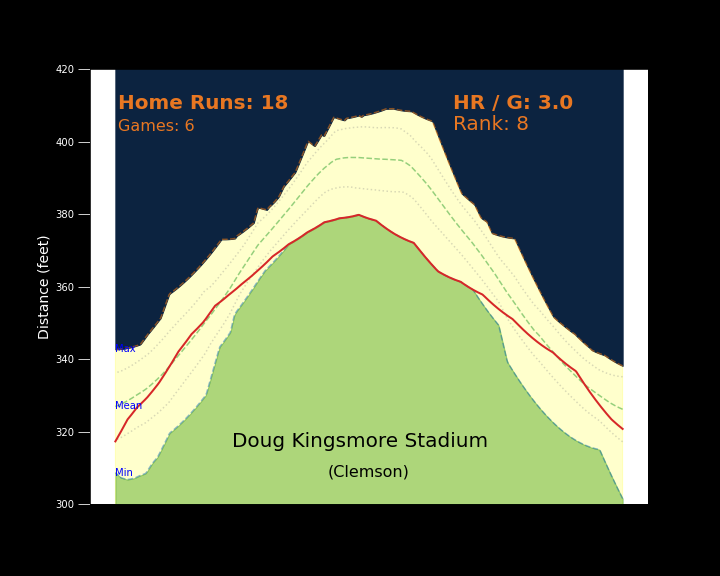 Home Runs: 18
Games: 6
HR / G: 3.0
Rank: 8
Distance (feet)
420
400
380
360
340
320
300
Max
Mean
Min
Doug Kingsmore Stadium
(Clemson)